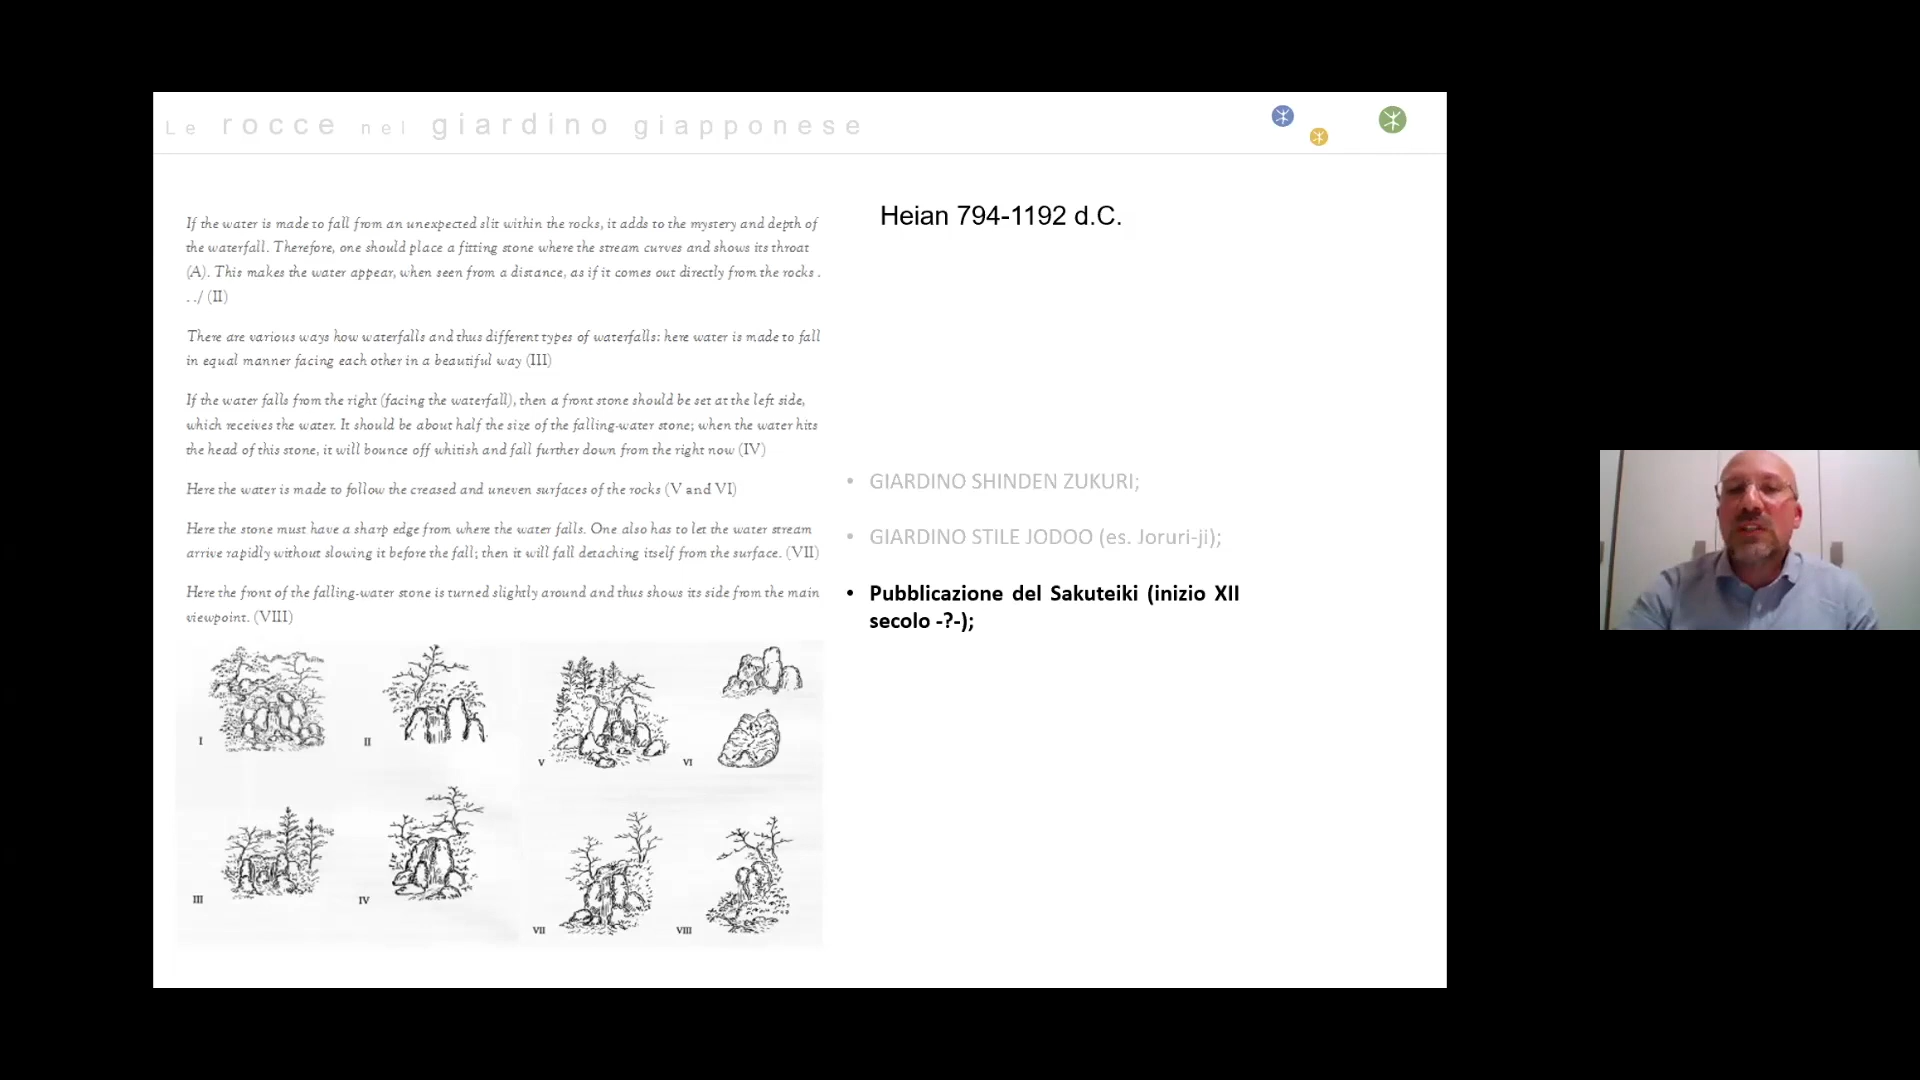 Le rocce nel giardino giapponese
If the water is made to fall from an unexpected slit within the rocks, it adds to the mystery and depth of
the waterfall. Therefore, one should place a fitting stone where the stream curves and shows its throat
(A). This makes the water appear, when seen from a distance, as if it comes out directly from the rocks .
. ./ (II)
There are various ways how waterfalls and thus different types of waterfalls: here water is made to fall
in equal manner facing each other in a beautiful way (III)
If the water falls from the right (facing the waterfall), then a front stone should be set at the left side,
which receives the water. It should be about half the size of the falling-water stone; when the water hits
the head of this stone, it will bounce off whitish and fall further down from the right now (IV)
Here the water is made to follow the creased and uneven surfaces of the rocks (V and VI)
Here the stone must have a sharp edge from where the water falls. One also has to let the water stream
arrive rapidly without slowing it before the fall; then it will fall detaching itself from the surface. (VII)
Here the front of the falling-water stone is turned slightly around and thus shows its side from the main
viewpoint. (VIII)
I
II
V
VI
III
IV
VII
VIII
Heian 794-1192 d.C.
• GIARDINO SHINDEN ZUKURI;
• GIARDINO STILE JODOO (es. Joruri-ji);
• Pubblicazione del Sakuteiki (inizio XII
secolo -?-);